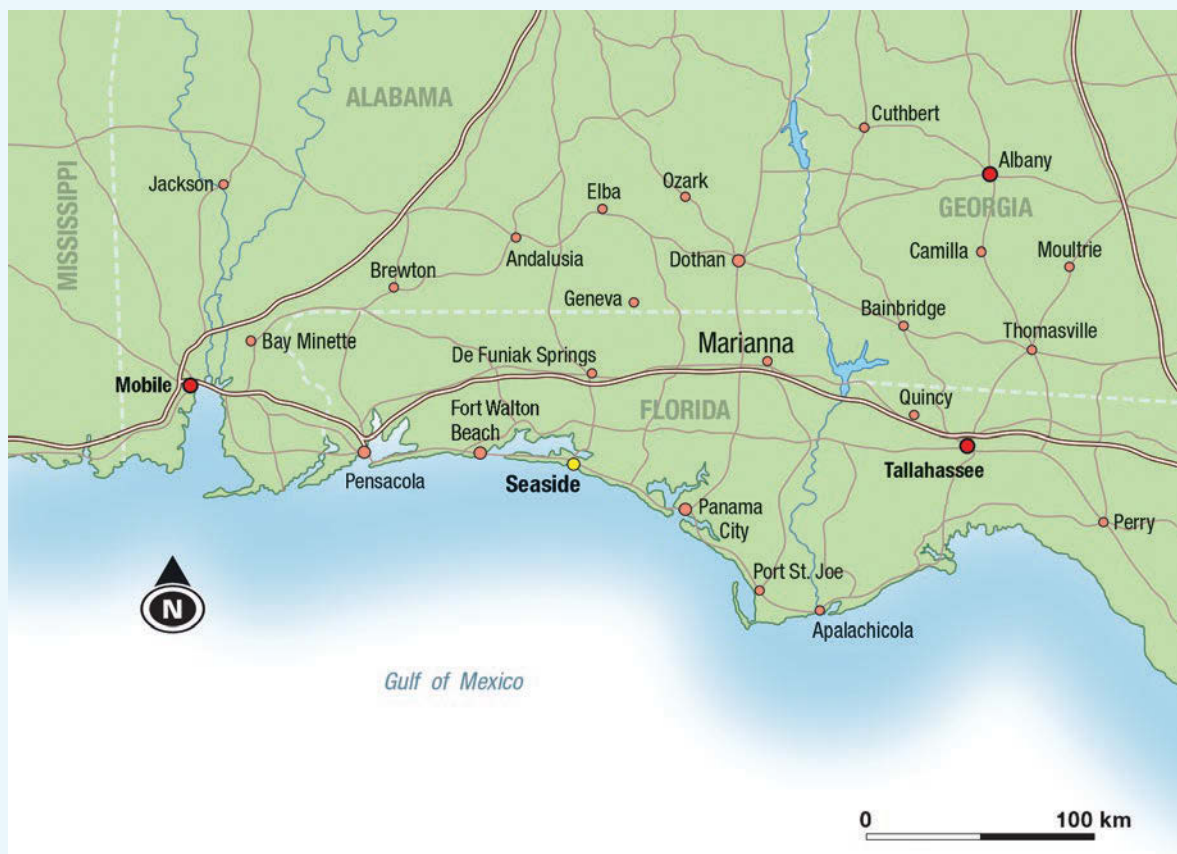 ALABAMA
Cuthbert
Albany
Jackson
Ozark
Elba
GEORGIA
MISSISSIPPI
Andalusia
Dothan
Camilla
Moultrie
Brewton
Geneva
Bainbridge
Thomasville
Bay Minette
Marianna
De Funiak Springs
Mobile
Fort Walton
Beach
FLORIDA
Quincy
Tallahassee
Pensacola
Seaside
Panama
City
Perry
Port St. Joe
N
Apalachicola
Gulf of Mexico
0 100 km